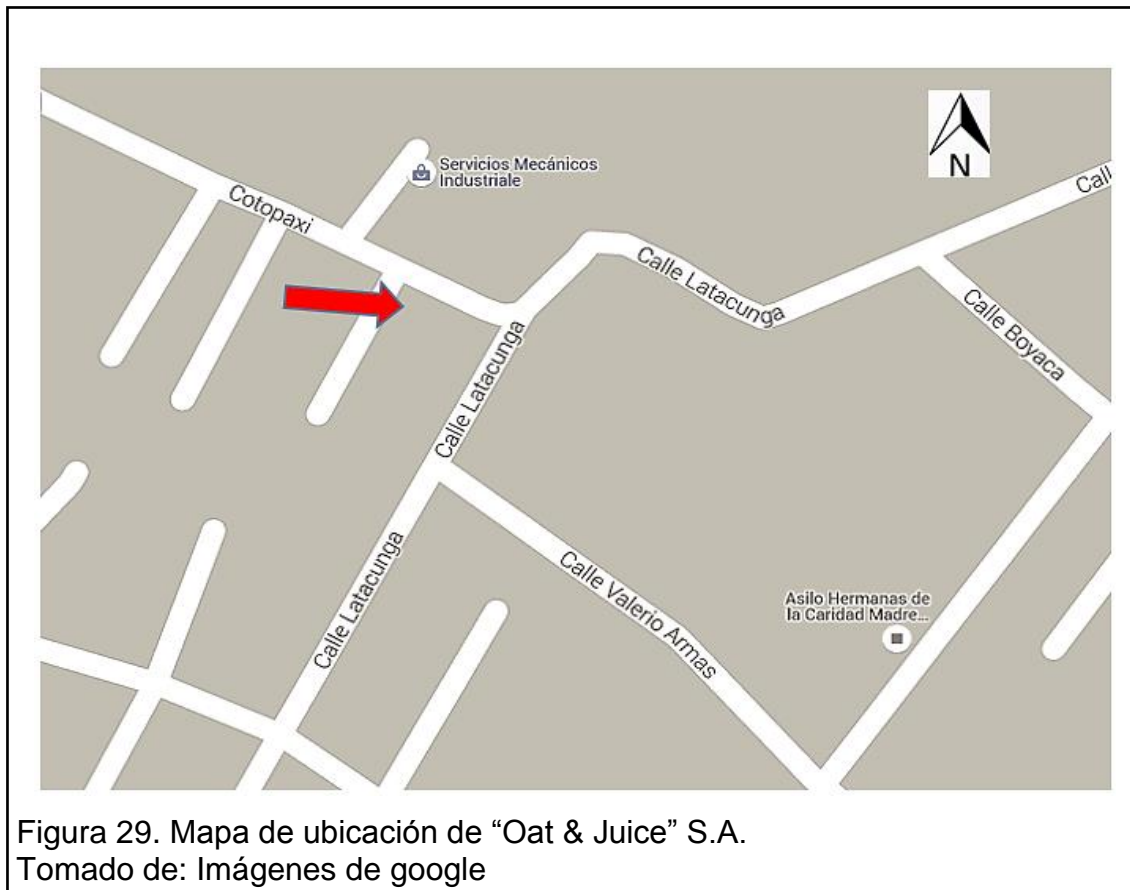 N
Call
Servicios Mecánicos
Industriale
Cotopaxi
Calle Latacunga
Calle Boyaca
Calle Latacunga
Calle Latacunga
Calle Valerio Armas
Asilo Hermanas de
la Caridad Madre...
Figura 29. Mapa de ubicación de “Oat & Juice” S.A.
Tomado de: Imágenes de google